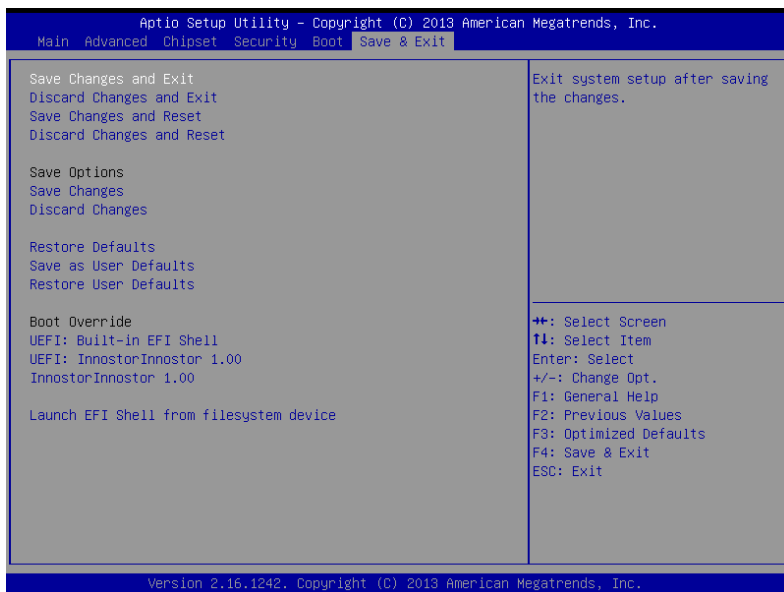 Aptio Setup Utility – Copyright (C) 2013 American Megatrends, Inc.
Main Advanced Chipset Security Boot Save & Exit
Save Changes and Exit
Discard Changes and Exit
Save Changes and Reset
Discard Changes and Reset
Save Options
Save Changes
Discard Changes
Restore Defaults
Save as User Defaults
Restore User Defaults
Boot Override
UEFI: Built-in EFI Shell
UEFI: InnostorInnostor 1.00
InnostorInnostor 1.00
Launch EFI Shell from filesystem device
Exit system setup after saving
the changes.
→←: Select Screen
↑↓: Select Item
Enter: Select
+/-: Change Opt.
F1: General Help
F2: Previous Values
F3: Optimized Defaults
F4: Save & Exit
ESC: Exit
Version 2.16.1242. Copyright (C) 2013 American Megatrends, Inc.